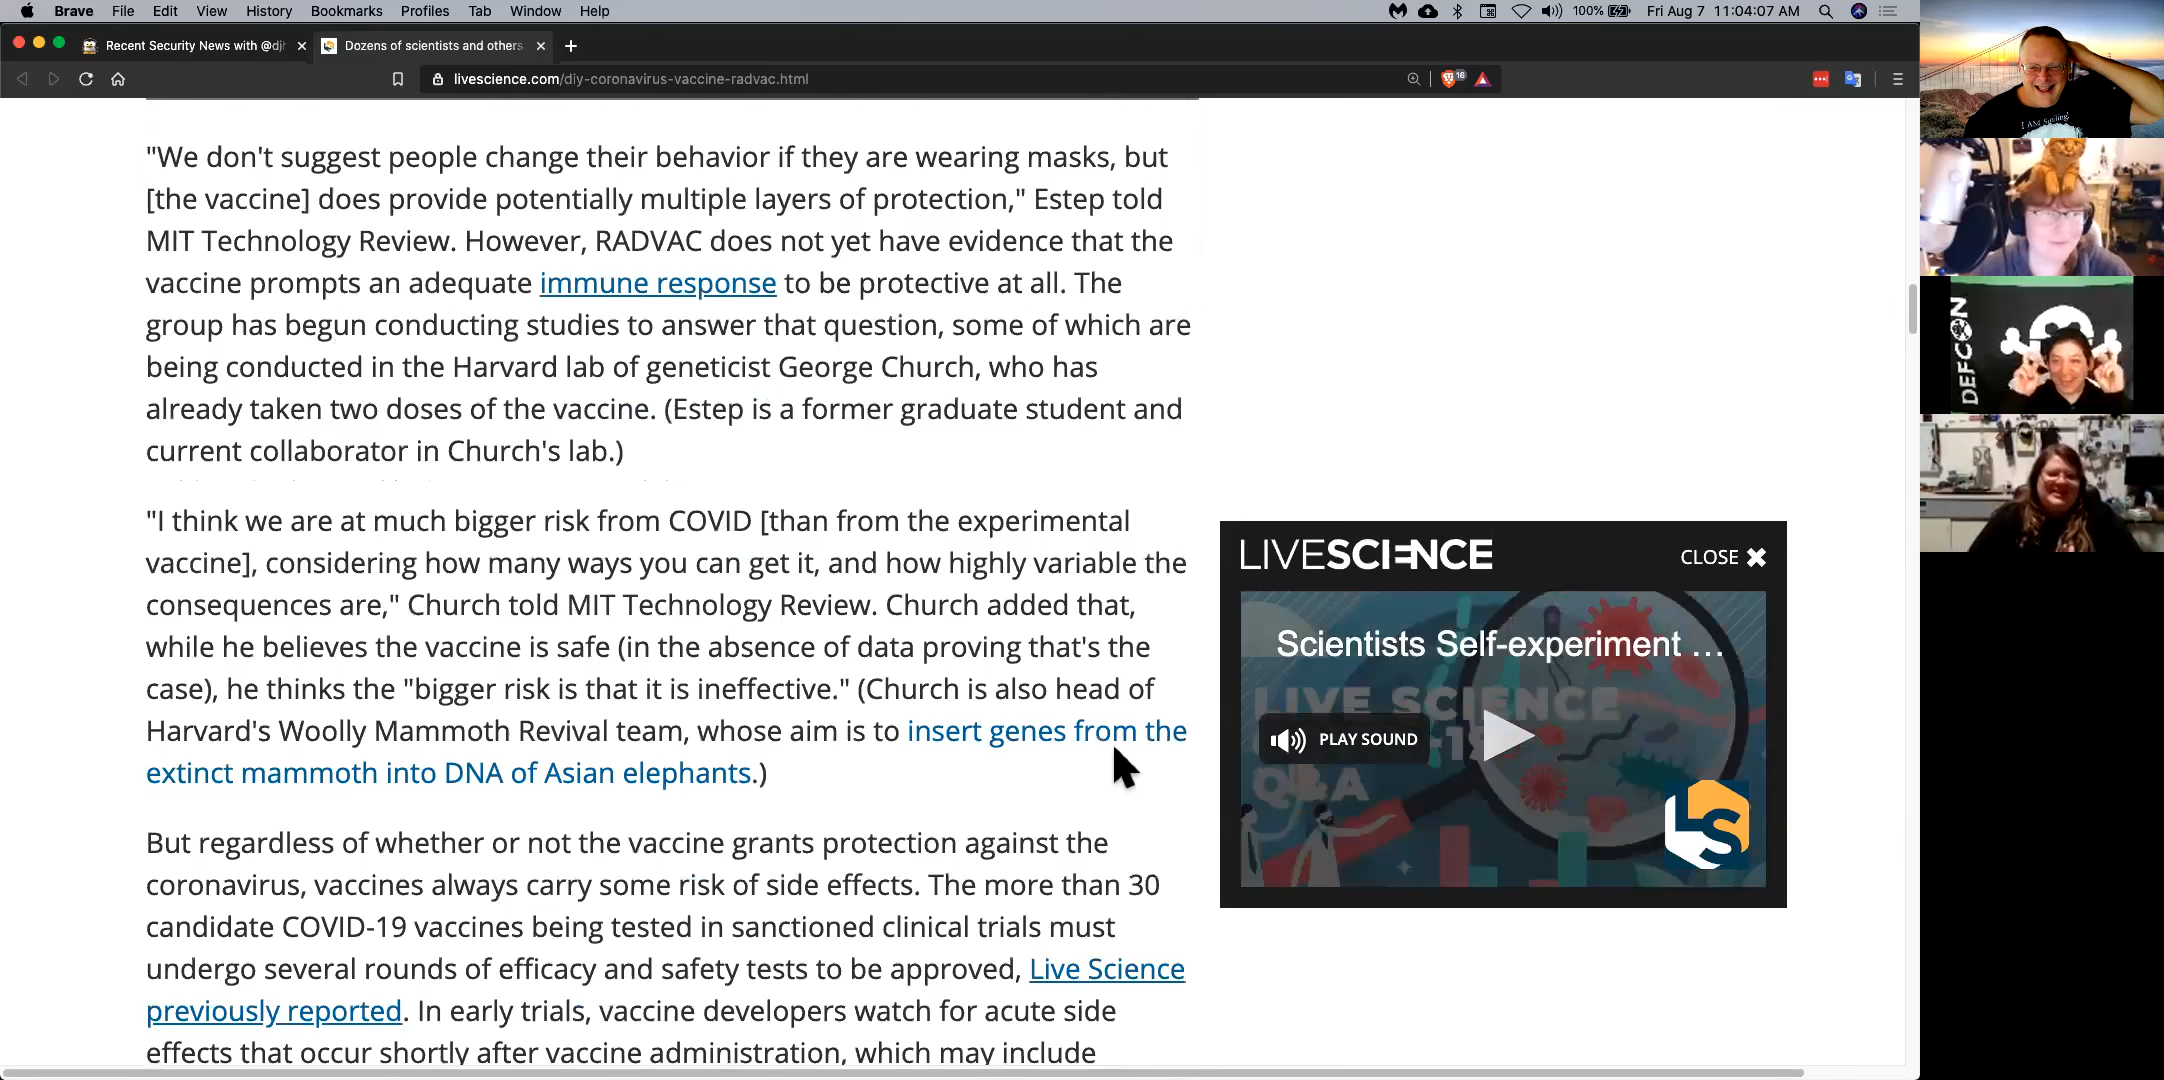 Brave File Edit View History Bookmarks Profiles Tab Window Help 100% Fri Aug 7 11:04:07 AM
Recent Security News with @djh
Dozens of scientists and others
livescience.com/diy-coronavirus-vaccine-radvac.html
16
"We don't suggest people change their behavior if they are wearing masks, but
[the vaccine] does provide potentially multiple layers of protection," Estep told
MIT Technology Review. However, RADVAC does not yet have evidence that the
vaccine prompts an adequate immune response to be protective at all. The
group has begun conducting studies to answer that question, some of which are
being conducted in the Harvard lab of geneticist George Church, who has
already taken two doses of the vaccine. (Estep is a former graduate student and
current collaborator in Church's lab.)
"I think we are at much bigger risk from COVID [than from the experimental
vaccine], considering how many ways you can get it, and how highly variable the
consequences are," Church told MIT Technology Review. Church added that,
while he believes the vaccine is safe (in the absence of data proving that's the
case), he thinks the "bigger risk is that it is ineffective." (Church is also head of
Harvard's Woolly Mammoth Revival team, whose aim is to insert genes from the
extinct mammoth into DNA of Asian elephants.)
But regardless of whether or not the vaccine grants protection against the
coronavirus, vaccines always carry some risk of side effects. The more than 30
candidate COVID-19 vaccines being tested in sanctioned clinical trials must
undergo several rounds of efficacy and safety tests to be approved, Live Science
previously reported. In early trials, vaccine developers watch for acute side
effects that occur shortly after vaccine administration, which may include
LIVESCIENCE
CLOSE
Scientists Self-experiment ...
LIVE SCIENCE
PLAY SOUND
-19
Q&A
LS
I AM Smiling!
DEFCON